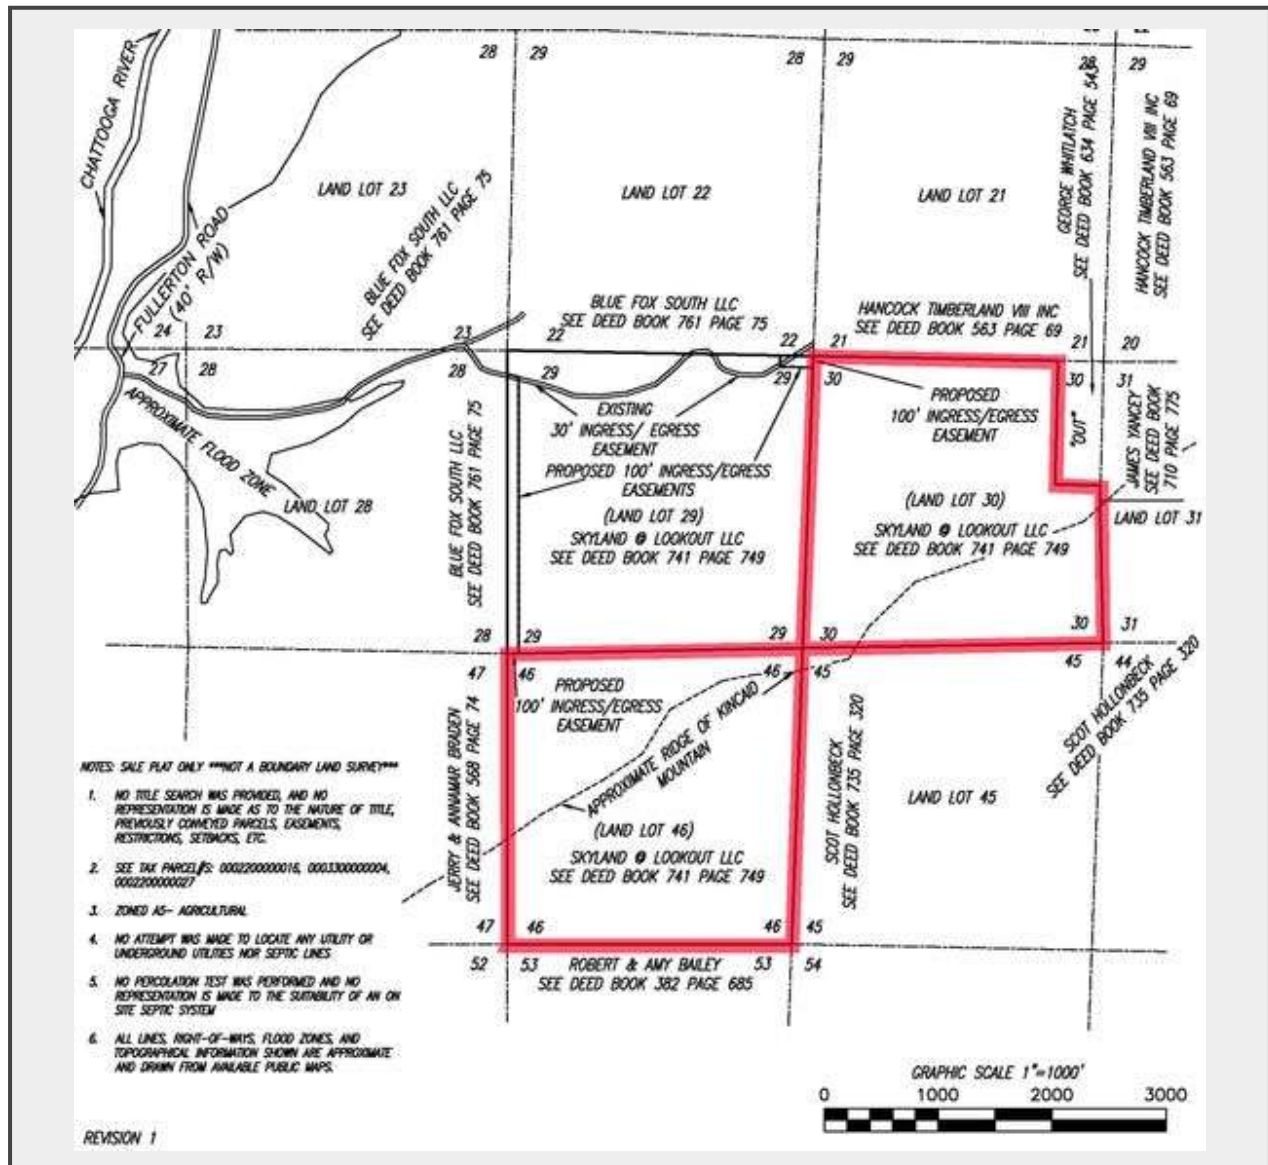 28
29
28
29
26
22
29
CHATTOOGA RIVER
FULLERTON ROAD
(40' R/W)
LAND LOT 23
LAND LOT 22
LAND LOT 21
BLUE FOX SOUTH LLC
SEE DEED BOOK 761 PAGE 75
GEORGE WHITLATCH
SEE DEED BOOK 634 PAGE 543
HANCOCK TIMBERLAND VIII INC
SEE DEED BOOK 563 PAGE 69
BLUE FOX SOUTH LLC
SEE DEED BOOK 761 PAGE 75
HANCOCK TIMBERLAND VIII INC
SEE DEED BOOK 563 PAGE 69
24
23
23
22
22
21
21
20
27
28
28
29
29
30
30
31
APPROXIMATE FLOOD ZONE
LAND LOT 28
EXISTING
30' INGRESS/ EGRESS
EASEMENT
PROPOSED 100' INGRESS/EGRESS
EASEMENTS
PROPOSED
100' INGRESS/EGRESS
EASEMENT
"OUT"
JAMES YANCEY
SEE DEED BOOK
710 PAGE 775
BLUE FOX SOUTH LLC
SEE DEED BOOK 761 PAGE 75
(LAND LOT 29)
SKYLAND @ LOOKOUT LLC
SEE DEED BOOK 741 PAGE 749
(LAND LOT 30)
SKYLAND @ LOOKOUT LLC
SEE DEED BOOK 741 PAGE 749
LAND LOT 31
28
29
29
30
30
31
47
46
46
45
45
44
PROPOSED
100' INGRESS/EGRESS
EASEMENT
JERRY & ANNAMAR BRADEN
SEE DEED BOOK 568 PAGE 74
APPROXIMATE RIDGE OF KINCAID
MOUNTAIN
SCOT HOLLONBECK
SEE DEED BOOK 735 PAGE 320
SCOT HOLLONBECK
SEE DEED BOOK 735 PAGE 320
LAND LOT 45
(LAND LOT 46)
SKYLAND @ LOOKOUT LLC
SEE DEED BOOK 741 PAGE 749
47
46
46
45
52
53
53
54
ROBERT & AMY BAILEY
SEE DEED BOOK 382 PAGE 685
NOTES: SALE PLAT ONLY ***NOT A BOUNDARY LAND SURVEY***
1. NO TITLE SEARCH WAS PROVIDED, AND NO
REPRESENTATION IS MADE AS TO THE NATURE OF TITLE,
PREVIOUSLY CONVEYED PARCELS, EASEMENTS,
RESTRICTIONS, SETBACKS, ETC.
2. SEE TAX PARCEL#'S: 0002200000016, 0003300000004,
0002200000027
3. ZONED A5- AGRICULTURAL
4. NO ATTEMPT WAS MADE TO LOCATE ANY UTILITY OR
UNDERGROUND UTILITIES NOR SEPTIC LINES
5. NO PERCOLATION TEST WAS PERFORMED AND NO
REPRESENTATION IS MADE TO THE SUITABILITY OF AN ON
SITE SEPTIC SYSTEM
6. ALL LINES, RIGHT-OF-WAYS, FLOOD ZONES, AND
TOPOGRAPHICAL INFORMATION SHOWN ARE APPROXIMATE
AND DRAWN FROM AVAILABLE PUBLIC MAPS.
GRAPHIC SCALE 1"=1000'
0 1000 2000 3000
REVISION 1